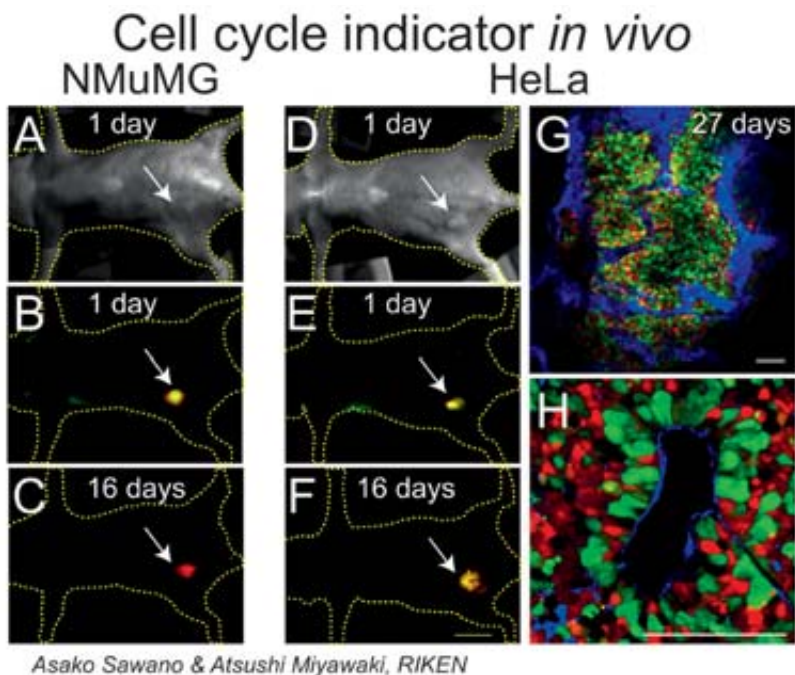 Cell cycle indicator in vivo
NMuMG HeLa
A 1 day
D 1 day
G 27 days
B 1 day
E 1 day
H
C 16 days
F 16 days
Asako Sawano & Atsushi Miyawaki, RIKEN